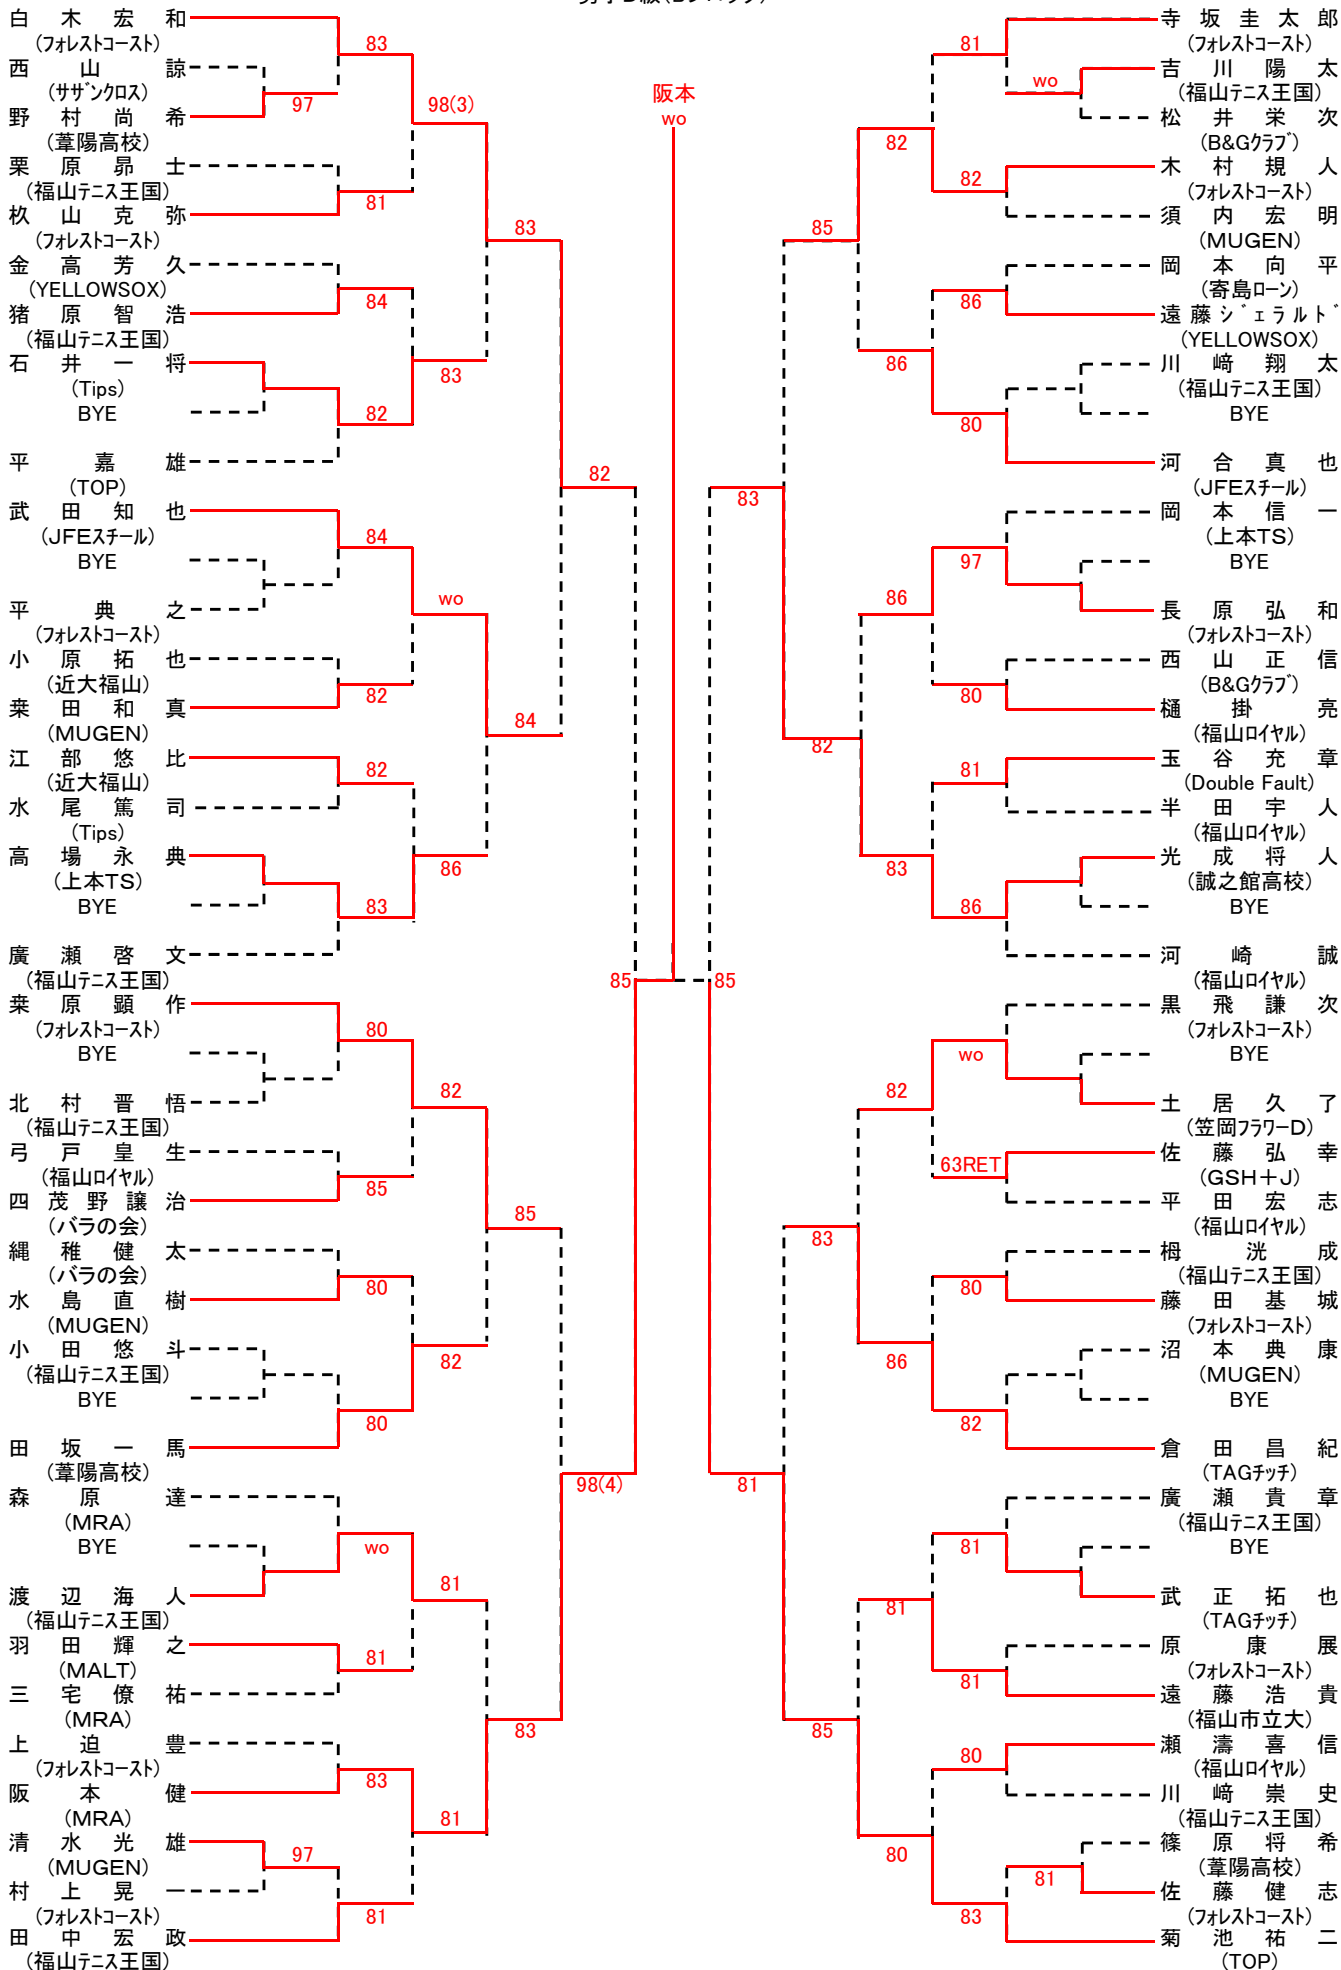 白木宏和
(フォレストコースト)
西山諒
(サザンクロス)
野村尚希
(葦陽高校)
栗原昴士
(福山テニス王国)
杁山克弥
(フォレストコースト)
金高芳久
(YELLOWSOX)
猪原智浩
(福山テニス王国)
石井一将
(Tips)
BYE
平嘉雄
(TOP)
武田知也
(JFEスチール)
BYE
平典之
(フォレストコースト)
小原拓也
(近大福山)
桒田和真
(MUGEN)
江部悠比
(近大福山)
水尾篤司
(Tips)
高場永典
(上本TS)
BYE
廣瀬啓文
(福山テニス王国)
桒原顕作
(フォレストコースト)
BYE
北村晋悟
(福山テニス王国)
弓戸皇生
(福山ロイヤル)
四茂野譲治
(バラの会)
縄稚健太
(バラの会)
水島直樹
(MUGEN)
小田悠斗
(福山テニス王国)
BYE
田坂一馬
(葦陽高校)
森原達
(MRA)
BYE
渡辺海人
(福山テニス王国)
羽田輝之
(MALT)
三宅僚祐
(MRA)
上迫豊
(フォレストコースト)
阪本健
(MRA)
清水光雄
(MUGEN)
村上晃一
(フォレストコースト)
田中宏政
(福山テニス王国)
97
83
81
84
82
84
82
82
83
80
85
80
80
wo
81
83
97
81
98(3)
83
wo
86
82
82
81
81
83
84
85
83
82
98(4)
85
阪本
wo
85
83
81
85
82
83
85
82
86
86
83
82
86
81
80
81
wo
82
86
80
97
80
81
86
wo
63RET
80
82
81
81
80
83
81
寺坂圭太郎
(フォレストコースト)
吉川陽太
(福山テニス王国)
松井栄次
(B&Gクラブ)
木村規人
(フォレストコースト)
須内宏明
(MUGEN)
岡本向平
(寄島ローン)
遠藤ジェラルド
(YELLOWSOX)
川﨑翔太
(福山テニス王国)
BYE
河合真也
(JFEスチール)
岡本信一
(上本TS)
BYE
長原弘和
(フォレストコースト)
西山正信
(B&Gクラブ)
樋掛亮
(福山ロイヤル)
玉谷充章
(Double Fault)
半田宇人
(福山ロイヤル)
光成将人
(誠之館高校)
BYE
河崎誠
(福山ロイヤル)
黒飛謙次
(フォレストコースト)
BYE
土居久了
(笠岡フラワーD)
佐藤弘幸
(GSH+J)
平田宏志
(福山ロイヤル)
栂洸成
(福山テニス王国)
藤田基城
(フォレストコースト)
沼本典康
(MUGEN)
BYE
倉田昌紀
(TAGチッチ)
廣瀬貴章
(福山テニス王国)
BYE
武正拓也
(TAGチッチ)
原康展
(フォレストコースト)
遠藤浩貴
(福山市立大)
瀬濤喜信
(福山ロイヤル)
川﨑崇史
(福山テニス王国)
篠原将希
(葦陽高校)
佐藤健志
(フォレストコースト)
菊池祐二
(TOP)